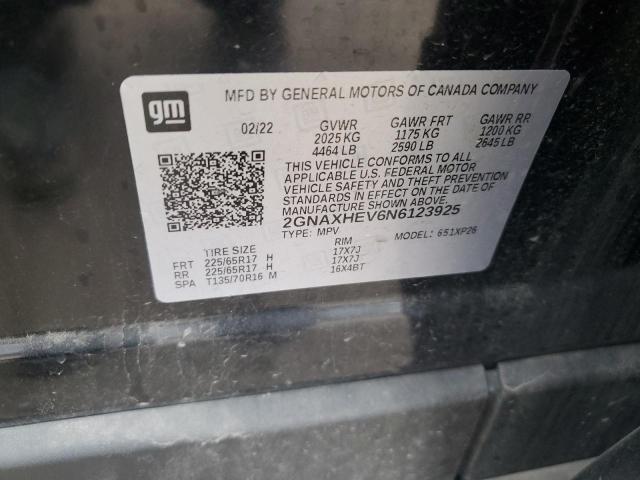 gm
MFD BY GENERAL MOTORS OF CANADA COMPANY
02/22 GVWR GAWR FRT GAWR RR
2025 KG 1175 KG 1200 KG
4464 LB 2590 LB 2645 LB
THIS VEHICLE CONFORMS TO ALL
APPLICABLE U.S. FEDERAL MOTOR
VEHICLE SAFETY AND THEFT PREVENTION
STANDARDS IN EFFECT ON THE DATE OF
MANUFACTURE SHOWN ABOVE.
2GNAXHEV6N6123925
TYPE: MPV MODEL: 651XP26
TIRE SIZE RIM
FRT 225/65R17 H 17X7J
RR 225/65R17 H 17X7J
SPA T135/70R16 M 16X4BT